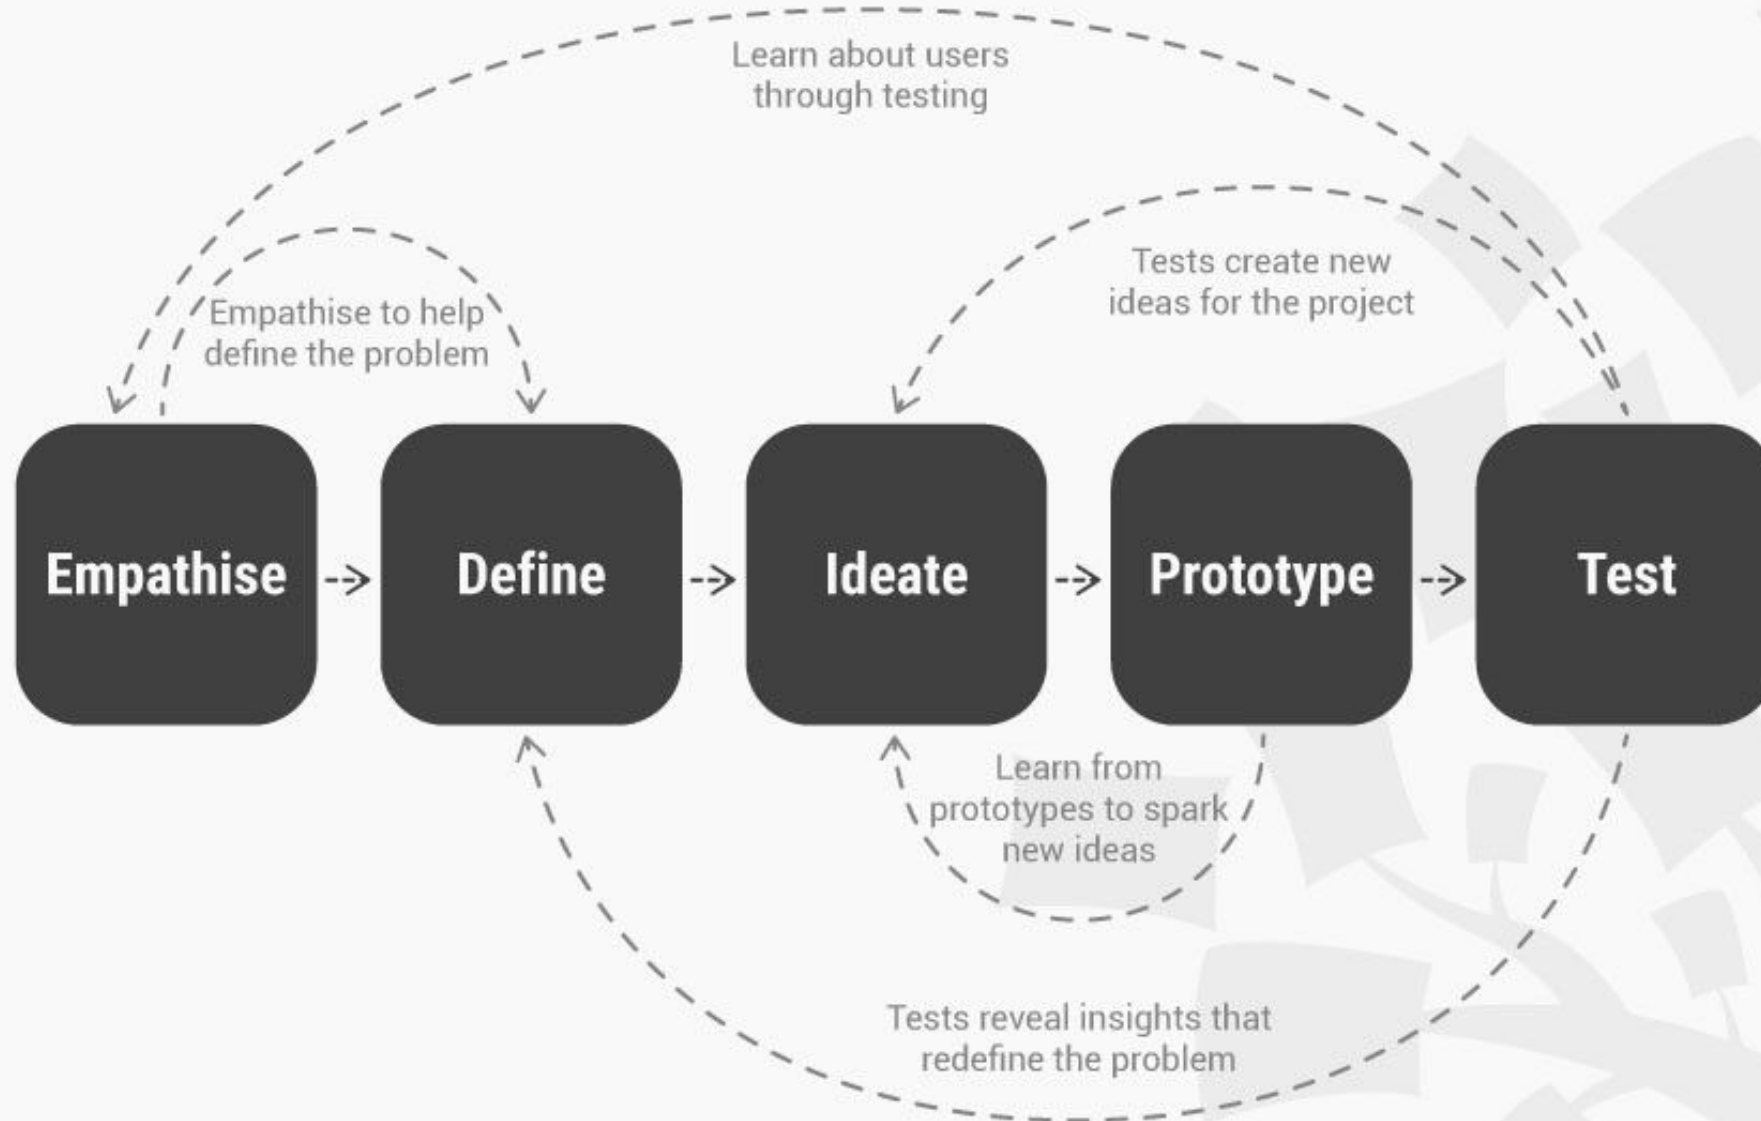 Learn about users
through testing
Tests create new
ideas for the project
Empathise to help
define the problem
Empathise
Define
Ideate
Prototype
Test
Learn from
prototypes to spark
new ideas
Tests reveal insights that
redefine the problem